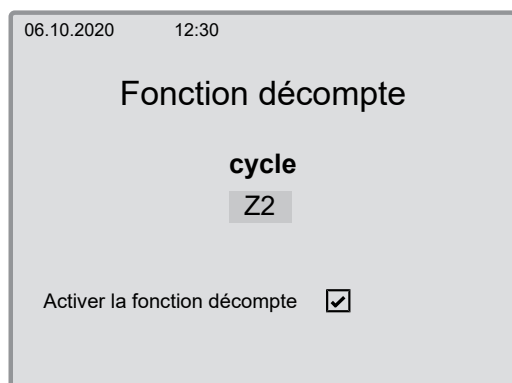 06.10.2020 12:30
Fonction décompte
cycle
Z2
Activer la fonction décompte